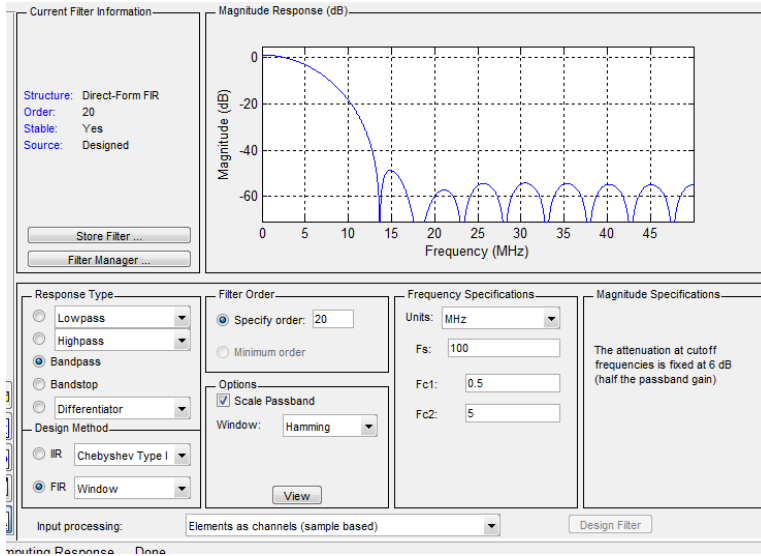 Current Filter Information
Structure: Direct-Form FIR
Order: 20
Stable: Yes
Source: Designed
Store Filter ...
Filter Manager ...
Magnitude Response (dB)
Magnitude (dB)
0
-20
-40
-60
0 5 10 15 20 25 30 35 40 45
Frequency (MHz)
Response Type
Lowpass
Highpass
Bandpass
Bandstop
Differentiator
Design Method
IIR Chebyshev Type I
FIR Window
Filter Order
Specify order: 20
Minimum order
Options
Scale Passband
Window: Hamming
View
Frequency Specifications
Units: MHz
Fs: 100
Fc1: 0.5
Fc2: 5
Magnitude Specifications
The attenuation at cutoff
frequencies is fixed at 6 dB
(half the passband gain)
Input processing: Elements as channels (sample based)
Design Filter
mputing Response Done